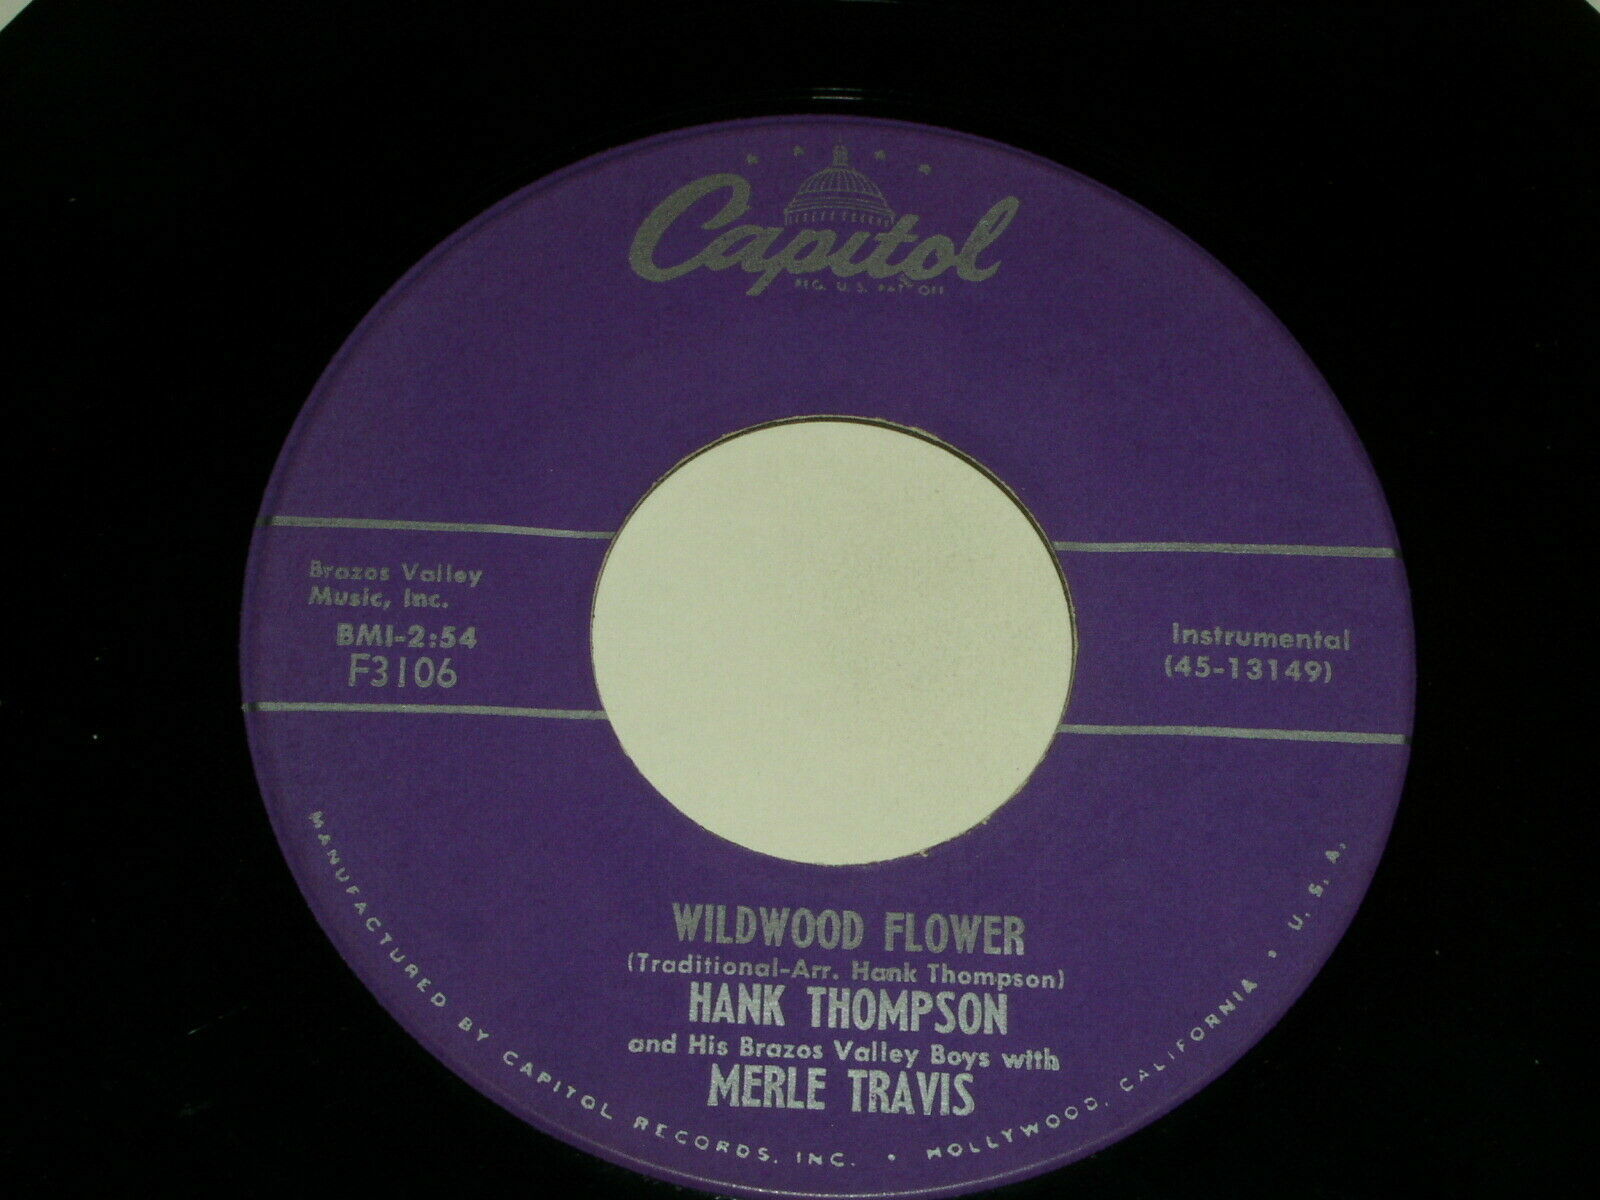 Capitol
REG. U.S. PAT. OFF.
Brazos Valley
Music, Inc.
BMI-2:54
F3106
Instrumental
(45-13149)
WILDWOOD FLOWER
(Traditional-Arr. Hank Thompson)
HANK THOMPSON
and His Brazos Valley Boys with
MERLE TRAVIS
MANUFACTURED BY CAPITOL RECORDS, INC. • HOLLYWOOD, CALIFORNIA • U. S. A.